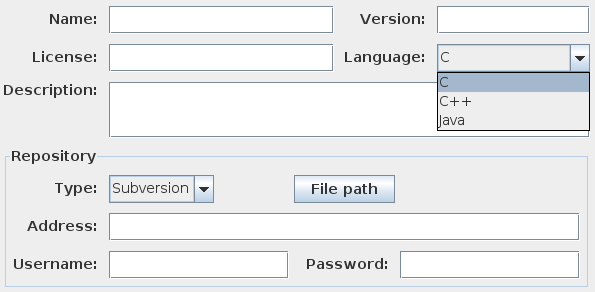 Name: Version:
License: Language: C
C
Description:
C++
Java
Repository
Type: Subversion File path
Address:
Username: Password: